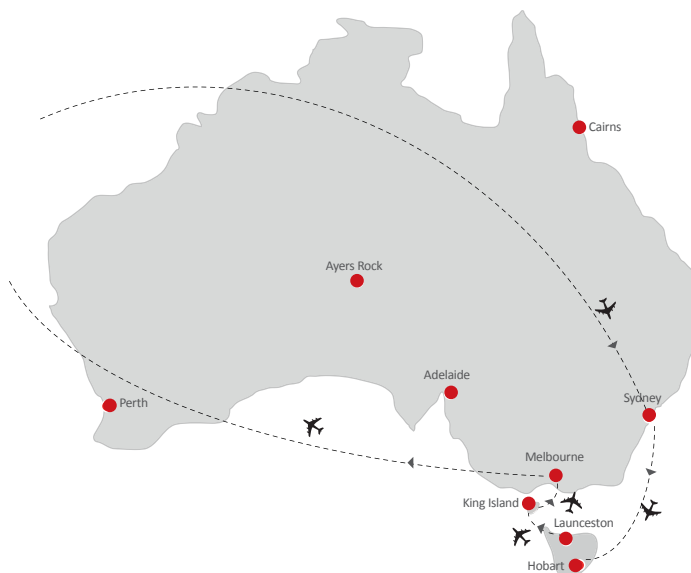 Cairns
Ayers Rock
Adelaide
Perth
Sydney
Melbourne
King Island
Launceston
Hobart